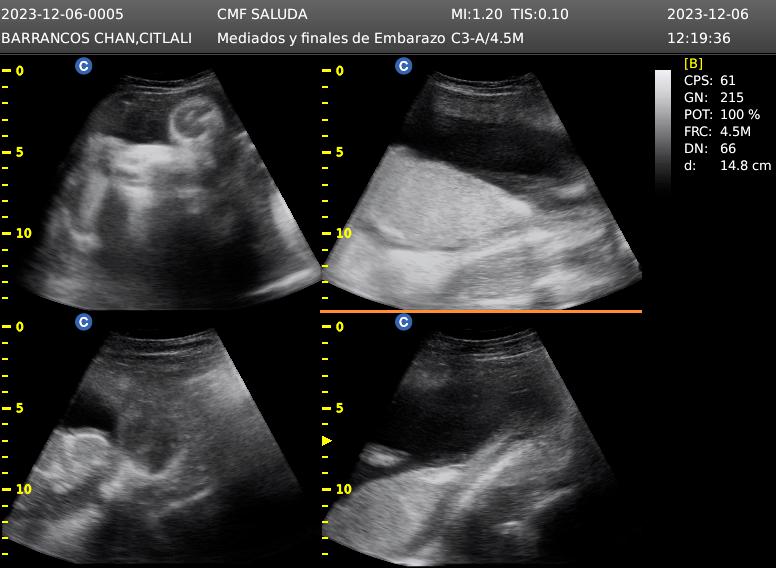 2023-12-06-0005 CMF SALUDA MI:1.20 TIS:0.10 2023-12-06
BARRANCOS CHAN,CITLALI Mediados y finales de Embarazo C3-A/4.5M 12:19:36
C
C
[B]
CPS: 61
GN: 215
POT: 100 %
FRC: 4.5M
DN: 66
d: 14.8 cm
0
5
10
0
5
10
C
C
0
5
10
0
5
10